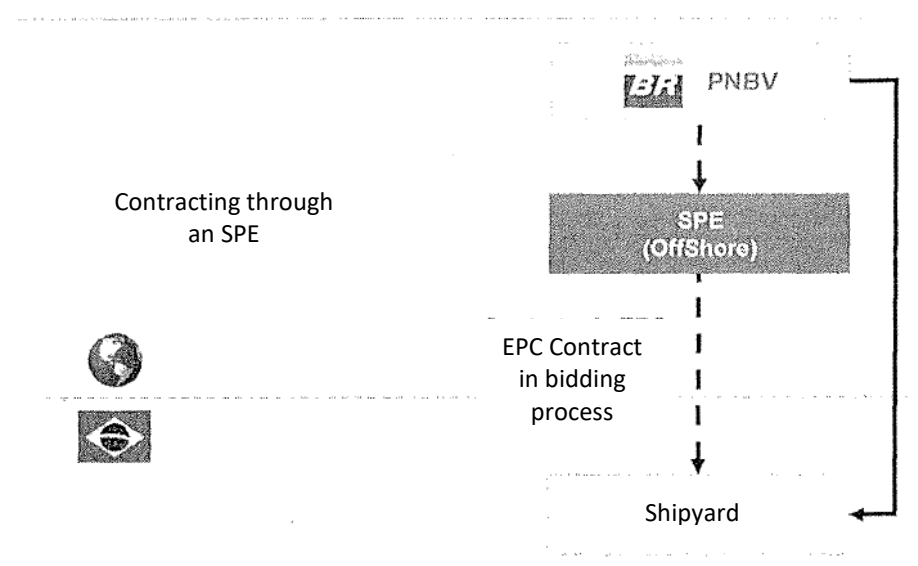 BR PNBV
Contracting through
an SPE
SPE
(OffShore)
EPC Contract
in bidding
process
Shipyard